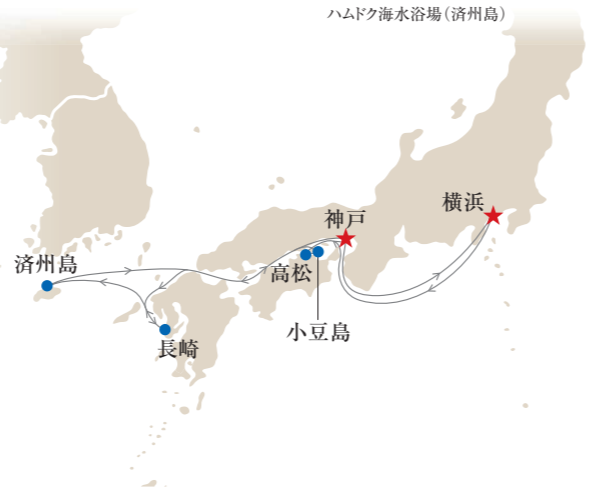 ハムドク海水浴場（済州島）
横浜
神戸
済州島
高松
小豆島
長崎